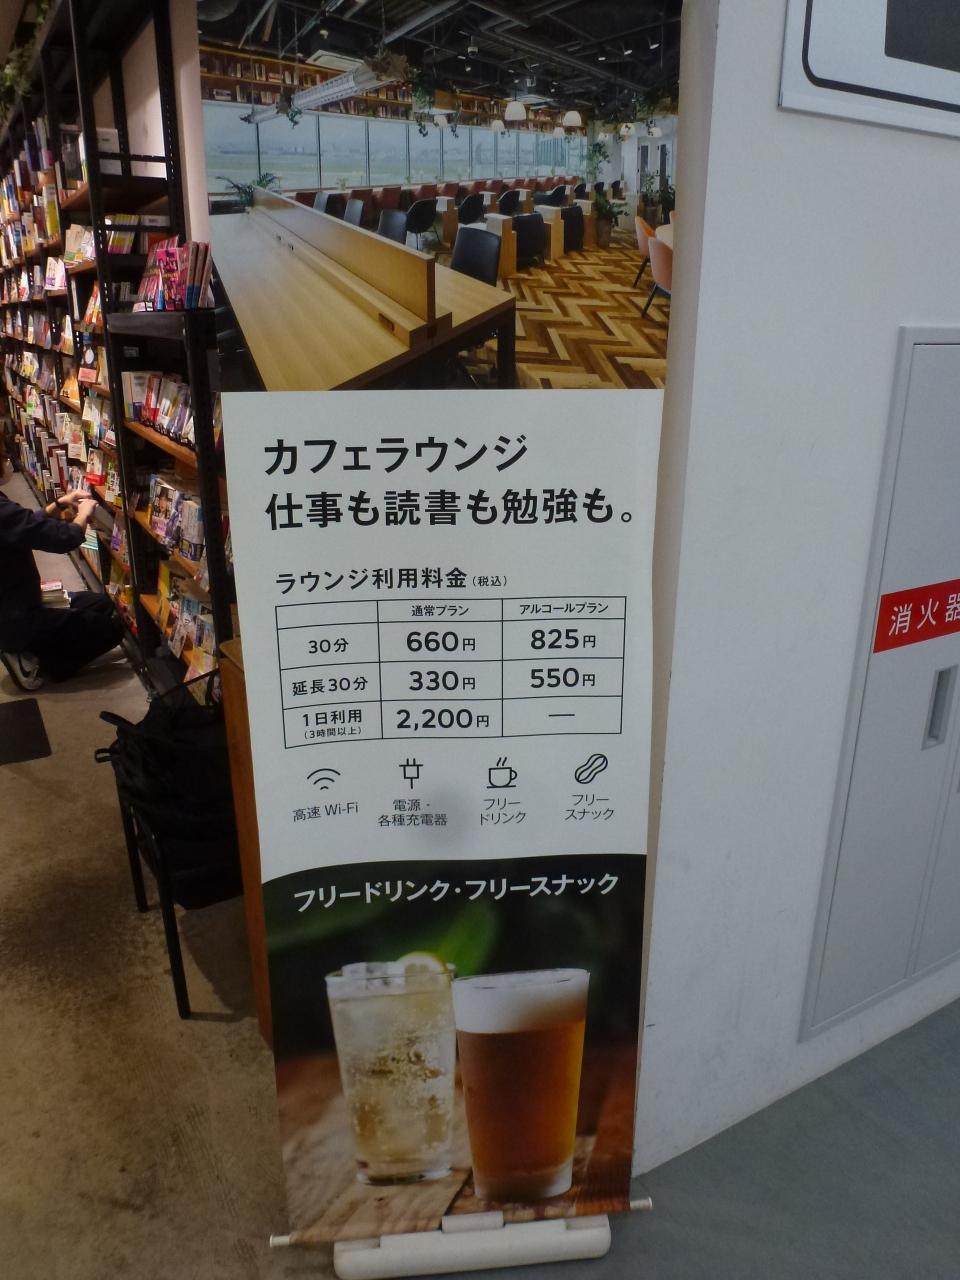 カフェラウンジ
仕事も読書も勉強も。
ラウンジ利用料金(税込)
通常プラン アルコールプラン
30分 660円 825円
延長30分 330円 550円
1日利用 2,200円 —
(3時間以上)
高速 Wi-Fi
電源・
各種充電器
フリー
ドリンク
フリー
スナック
フリードリンク・フリースナック
消火器